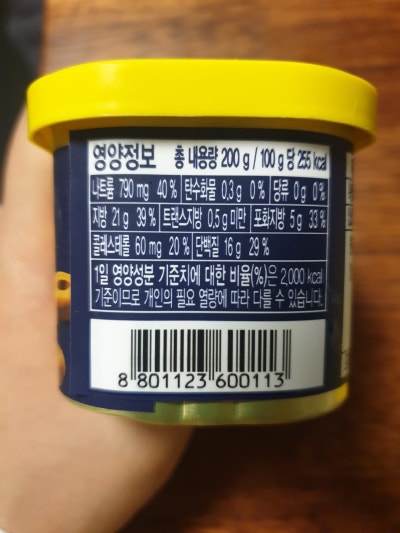 영양정보 총 내용량 200 g / 100 g 당 255 kcal
나트륨 790 mg 40 % 탄수화물 0.3 g 0 % 당류 0 g 0 %
지방 21 g 39 % 트랜스지방 0.5 g 미만 포화지방 5 g 33 %
콜레스테롤 60 mg 20 % 단백질 16 g 29 %
1일 영양성분 기준치에 대한 비율(%)은 2,000 kcal
기준이므로 개인의 필요 열량에 따라 다를 수 있습니다.
8 801123 600113